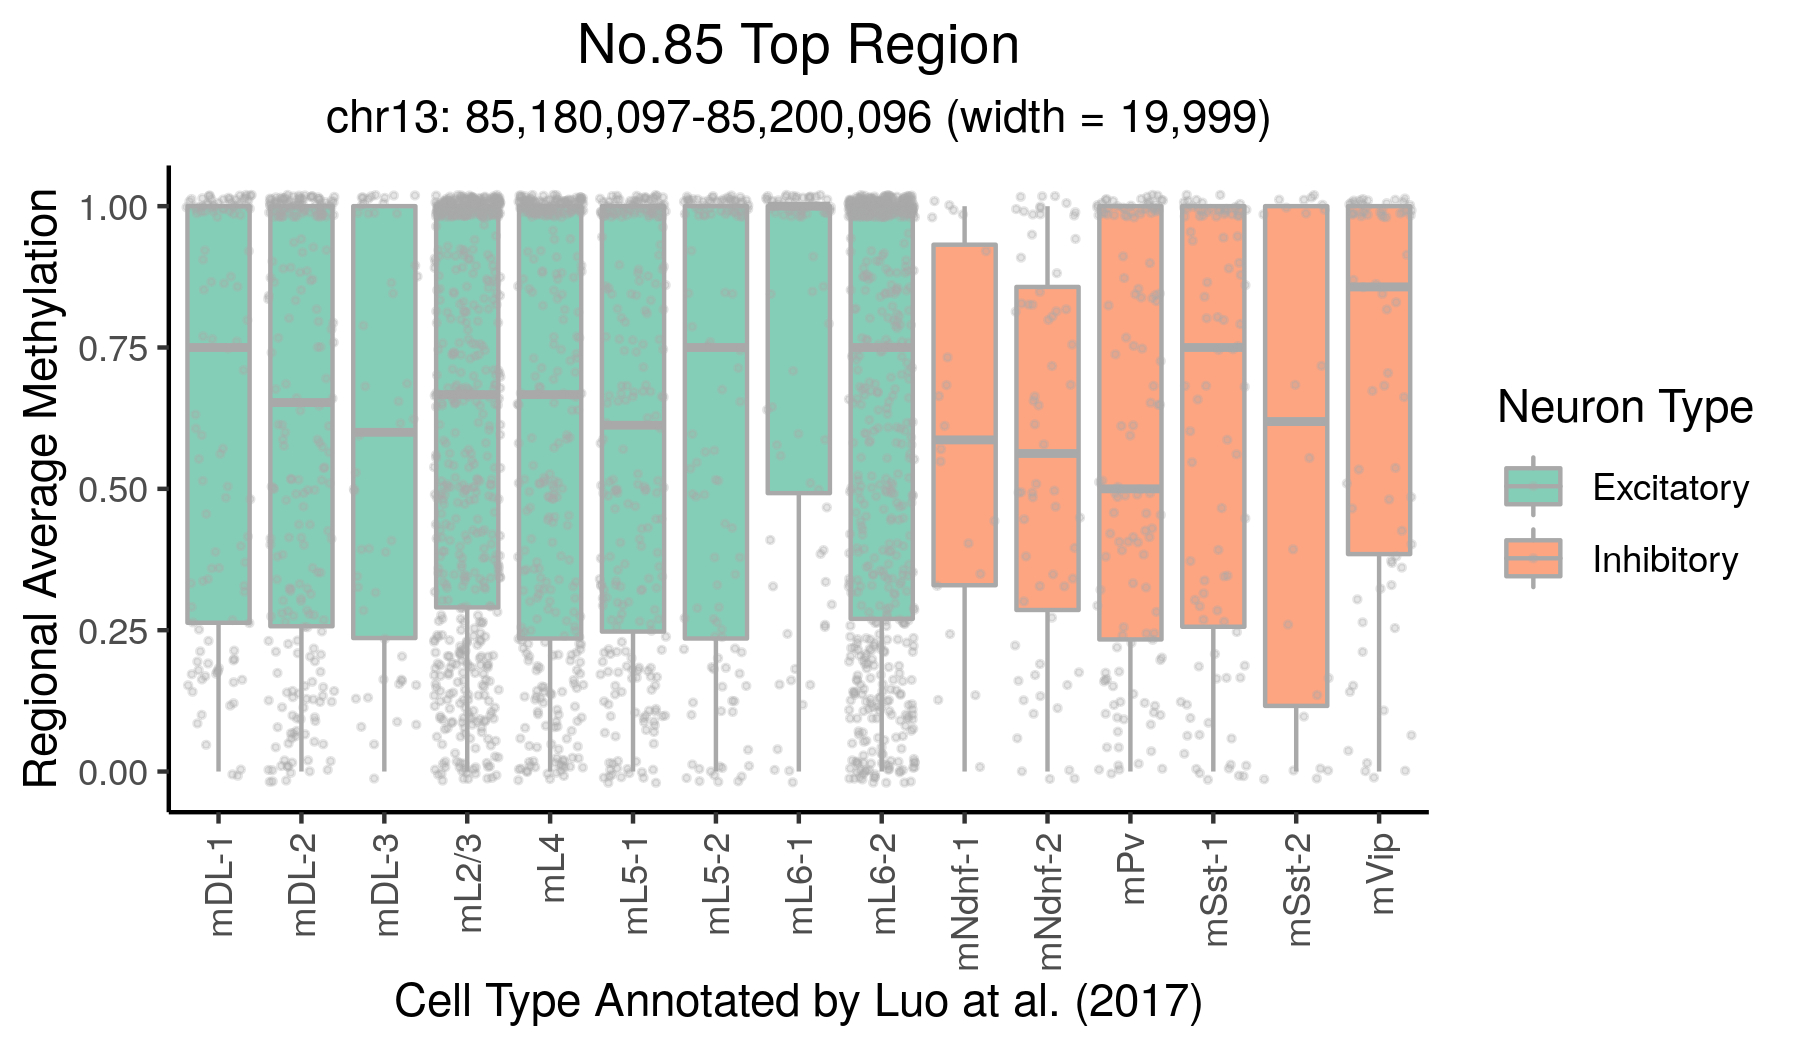 No.85 Top Region
chr13: 85,180,097-85,200,096 (width = 19,999)
Regional Average Methylation
1.00
0.75
0.50
0.25
0.00
mDL-1
mDL-2
mDL-3
mL2/3
mL4
mL5-1
mL5-2
mL6-1
mL6-2
mNdnf-1
mNdnf-2
mPv
mSst-1
mSst-2
mVip
Cell Type Annotated by Luo at al. (2017)
Neuron Type
Excitatory
Inhibitory